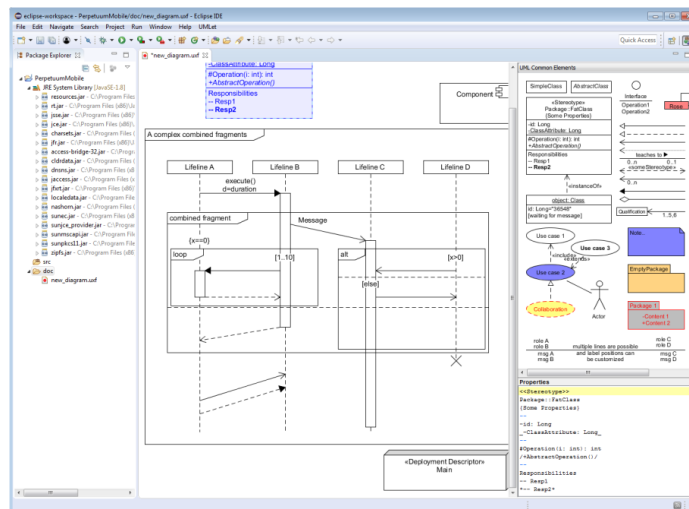 eclipse-workspace - PerpetuumMobile/doc/new_diagram.uxf - Eclipse IDE
File Edit Navigate Search Project Run Window Help UMLet
Quick Access
Package Explorer
PerpetuumMobile
JRE System Library [JavaSE-1.8]
resources.jar - C:\Program Files
rt.jar - C:\Program Files (x86)\J
jsse.jar - C:\Program Files (x86)
jce.jar - C:\Program Files (x86)\
charsets.jar - C:\Program Files (
jfr.jar - C:\Program Files (x86)\
access-bridge-32.jar - C:\Progra
cldrdata.jar - C:\Program Files (
dnsns.jar - C:\Program Files (x8
jaccess.jar - C:\Program Files (x
jfxrt.jar - C:\Program Files (x86)
localedata.jar - C:\Program Files
nashorn.jar - C:\Program Files (
sunec.jar - C:\Program Files (x8
sunjce_provider.jar - C:\Program
sunmscapi.jar - C:\Program Files
sunpkcs11.jar - C:\Program Files
zipfs.jar - C:\Program Files (x86
src
doc
new_diagram.uxf
*new_diagram.uxf
-ClassAttribute: Long
#Operation(i: int): int
+AbstractOperation()
Responsibilities
-- Resp1
-- Resp2
Component
A complex combined fragments
Lifeline A
Lifeline B
Lifeline C
Lifeline D
execute()
d=duration
combined fragment
Message
{x==0}
loop
[1..10]
alt
[x>0]
[else]
«Deployment Descriptor»
Main
UML Common Elements
SimpleClass
AbstractClass
Interface
Operation1
Operation2
Rose
«Stereotype»
Package::FatClass
{Some Properties}
-id: Long
-ClassAttribute: Long
#Operation(i: int): int
+AbstractOperation()
Responsibilities
-- Resp1
-- Resp2
teaches to
0..n
0..1
«someStereotype»
0..n
«instanceOf»
object: Class
id: Long="36548"
[waiting for message]
Qualification
1..5,6
Use case 1
«include»
Use case 3
«extends»
Use case 2
Collaboration
Actor
Note..
EmptyPackage
Package 1
-Content 1
+Content 2
role A
role B
msg A
msg B
multiple lines are possible
and label positions can
be customized
role C
role D
msg C
msg D
Properties
<<Stereotype>>
Package::FatClass
{Some Properties}
--
-id: Long
_-ClassAttribute: Long_
--
#Operation(i: int): int
/+AbstractOperation()/
--
Responsibilities
-- Resp1
*-- Resp2*